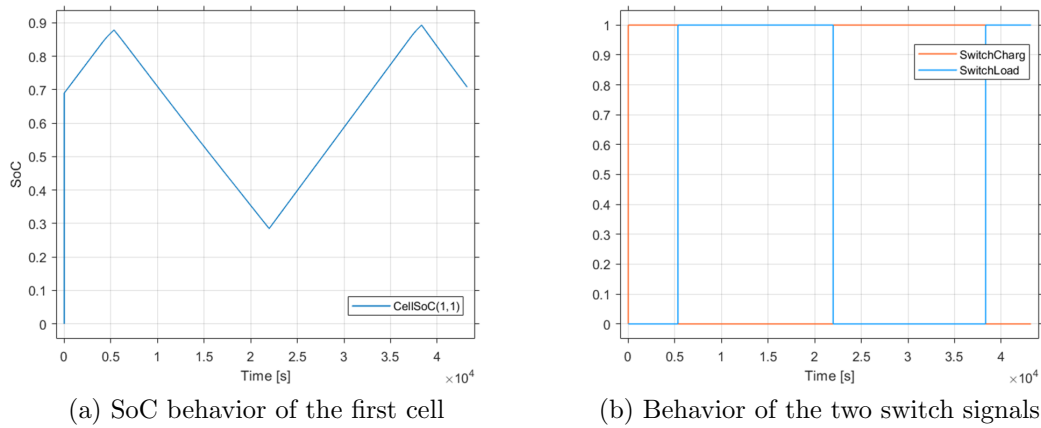 0.9
0.8
0.7
0.6
0.5
0.4
0.3
0.2
0.1
0
SoC
CellSoC(1,1)
0 0.5 1 1.5 2 2.5 3 3.5 4
Time [s]
×10⁴
(a) SoC behavior of the first cell
1
0.9
0.8
0.7
0.6
0.5
0.4
0.3
0.2
0.1
0
SwitchCharg
SwitchLoad
0 0.5 1 1.5 2 2.5 3 3.5 4
Time [s]
×10⁴
(b) Behavior of the two switch signals